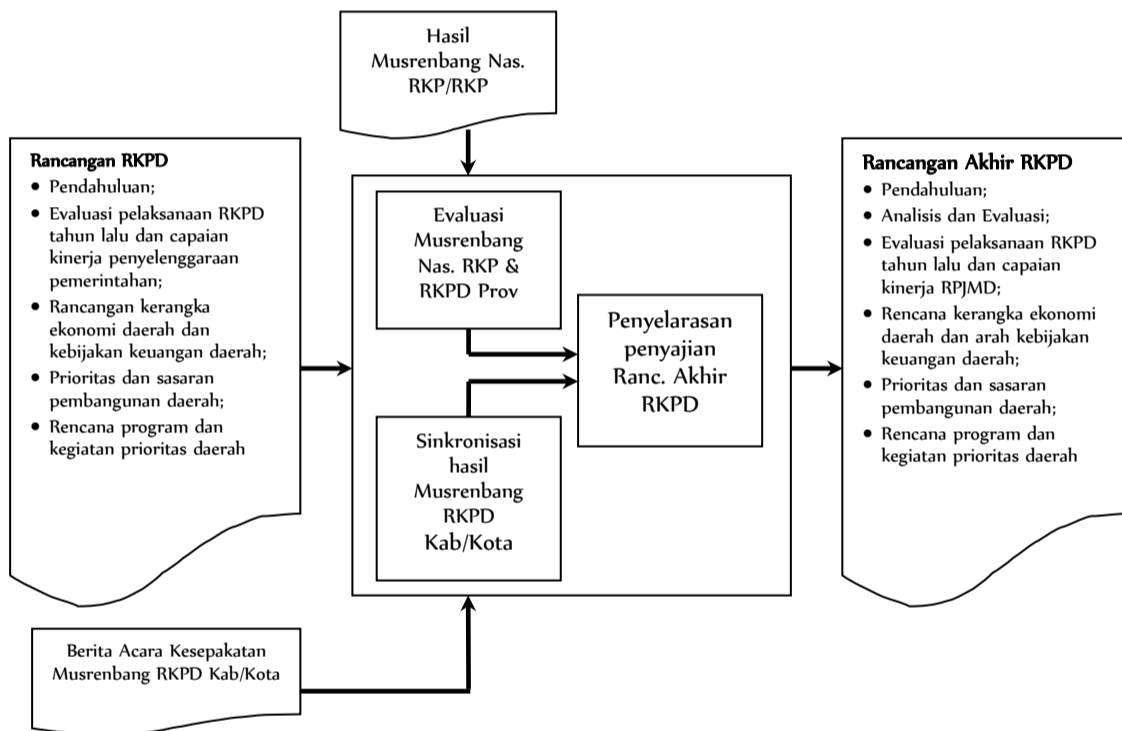 Hasil
Musrenbang Nas.
RKP/RKP
Rancangan RKPD
• Pendahuluan;
• Evaluasi pelaksanaan RKPD
tahun lalu dan capaian
kinerja penyelenggaraan
pemerintahan;
• Rancangan kerangka
ekonomi daerah dan
kebijakan keuangan daerah;
• Prioritas dan sasaran
pembangunan daerah;
• Rencana program dan
kegiatan prioritas daerah
Evaluasi
Musrenbang
Nas. RKP &
RKPD Prov
Sinkronisasi
hasil
Musrenbang
RKPD
Kab/Kota
Penyelarasan
penyajian
Ranc. Akhir
RKPD
Rancangan Akhir RKPD
• Pendahuluan;
• Analisis dan Evaluasi;
• Evaluasi pelaksanaan RKPD
tahun lalu dan capaian
kinerja RPJMD;
• Rencana kerangka ekonomi
daerah dan arah kebijakan
keuangan daerah;
• Prioritas dan sasaran
pembangunan daerah;
• Rencana program dan
kegiatan prioritas daerah
Berita Acara Kesepakatan
Musrenbang RKPD Kab/Kota